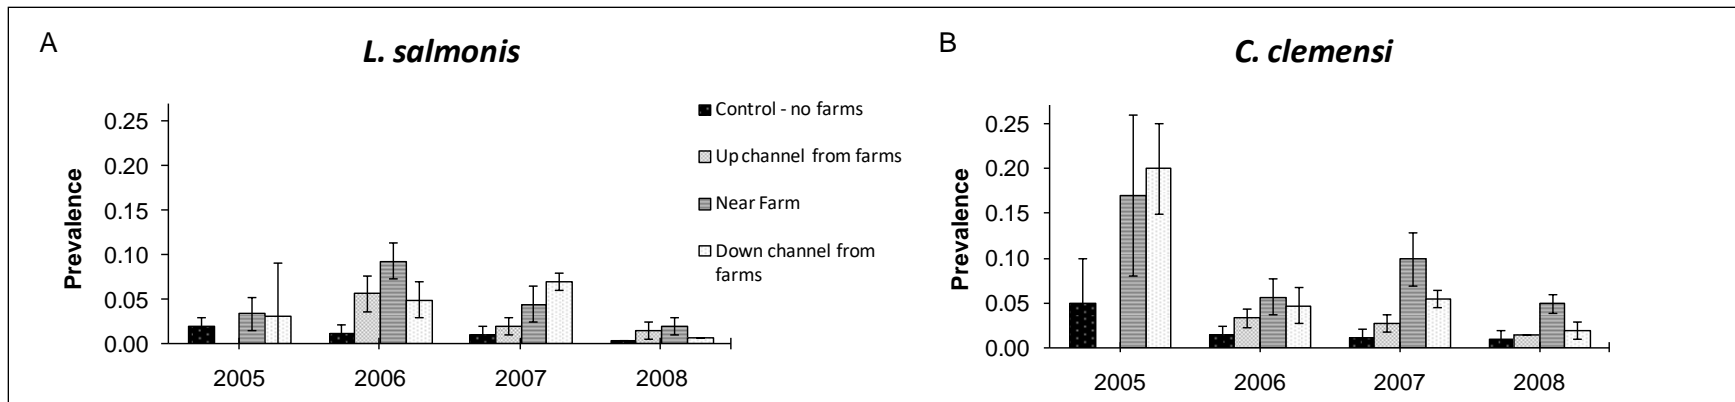 A
L. salmonis
Prevalence
0.25
0.20
0.15
0.10
0.05
0.00
2005
2006
2007
2008
Control - no farms
Up channel from farms
Near Farm
Down channel from
farms
B
C. clemensi
Prevalence
0.25
0.20
0.15
0.10
0.05
0.00
2005
2006
2007
2008